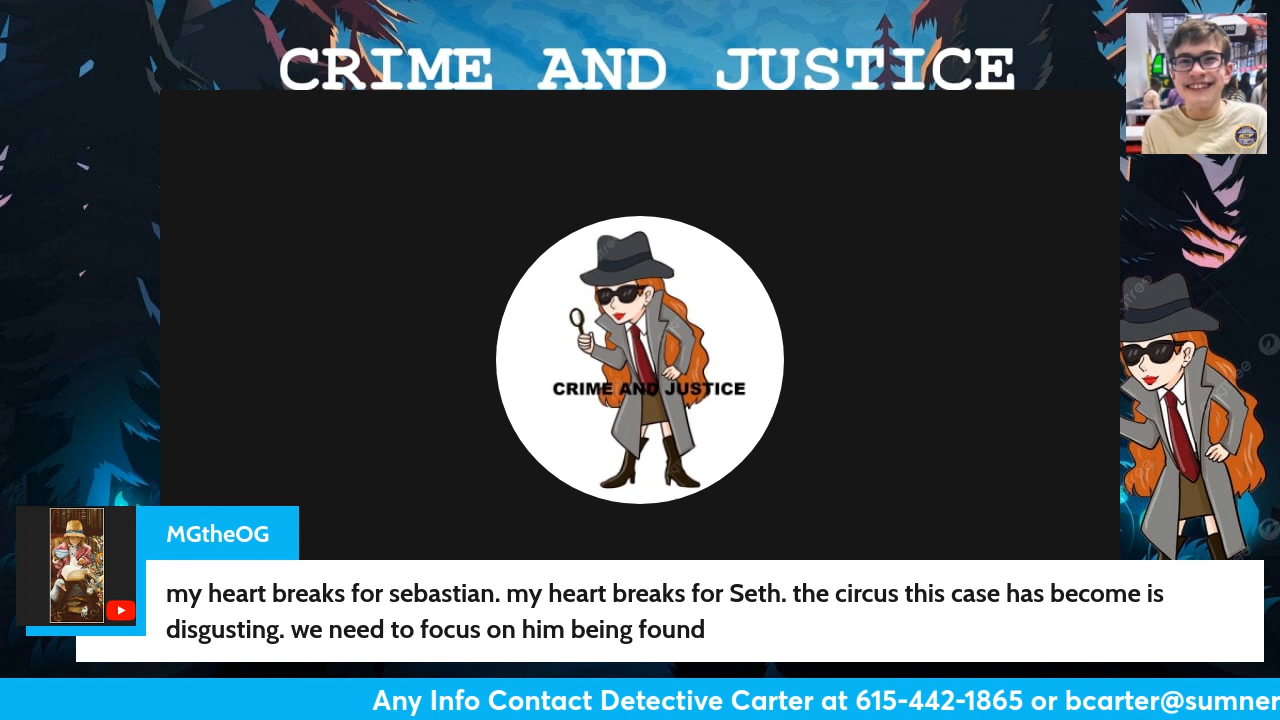 CRIME AND JUSTICE
CRIME AND JUSTICE
MGtheOG
my heart breaks for sebastian. my heart breaks for Seth. the circus this case has become is
disgusting. we need to focus on him being found
Any Info Contact Detective Carter at 615-442-1865 or bcarter@sumner